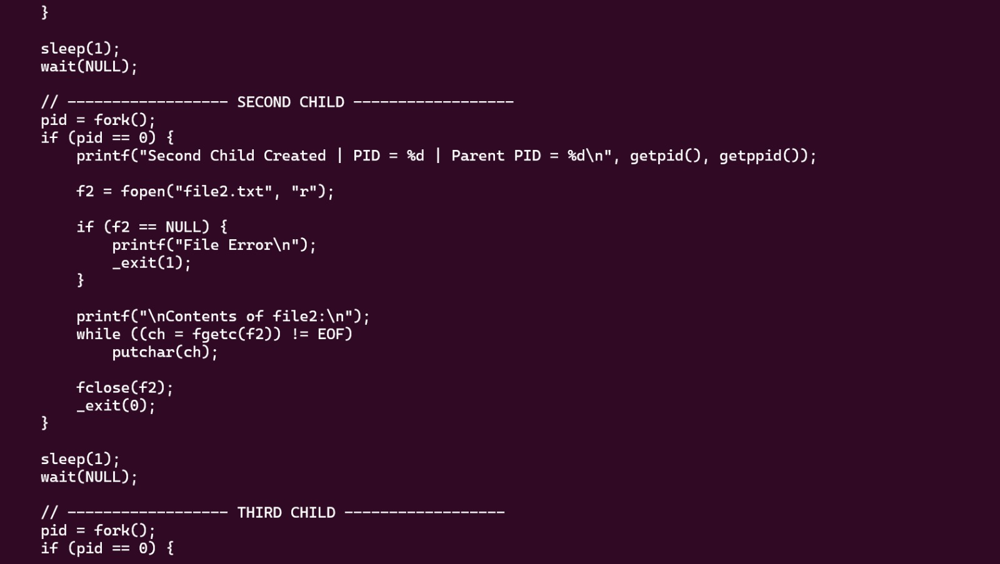 }
sleep(1);
wait(NULL);
// ------------------ SECOND CHILD ------------------
pid = fork();
if (pid == 0) {
printf("Second Child Created | PID = %d | Parent PID = %d\n", getpid(), getppid());
f2 = fopen("file2.txt", "r");
if (f2 == NULL) {
printf("File Error\n");
_exit(1);
}
printf("\nContents of file2:\n");
while ((ch = fgetc(f2)) != EOF)
putchar(ch);
fclose(f2);
_exit(0);
}
sleep(1);
wait(NULL);
// ------------------ THIRD CHILD ------------------
pid = fork();
if (pid == 0) {